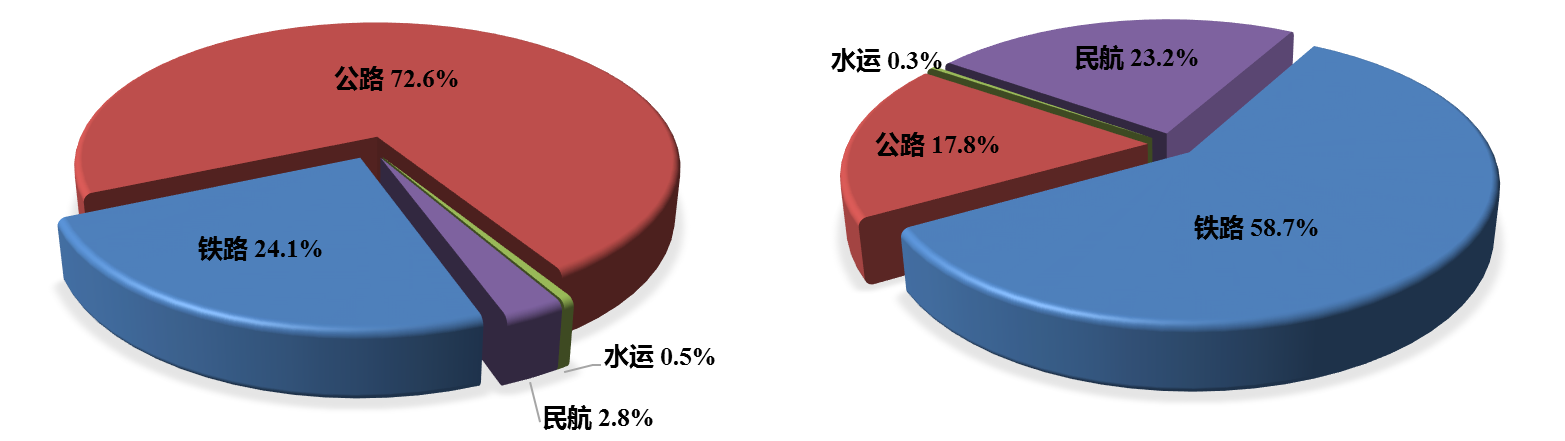 公路 72.6%
铁路 24.1%
水运 0.5%
民航 2.8%
水运 0.3%
民航 23.2%
公路 17.8%
铁路 58.7%